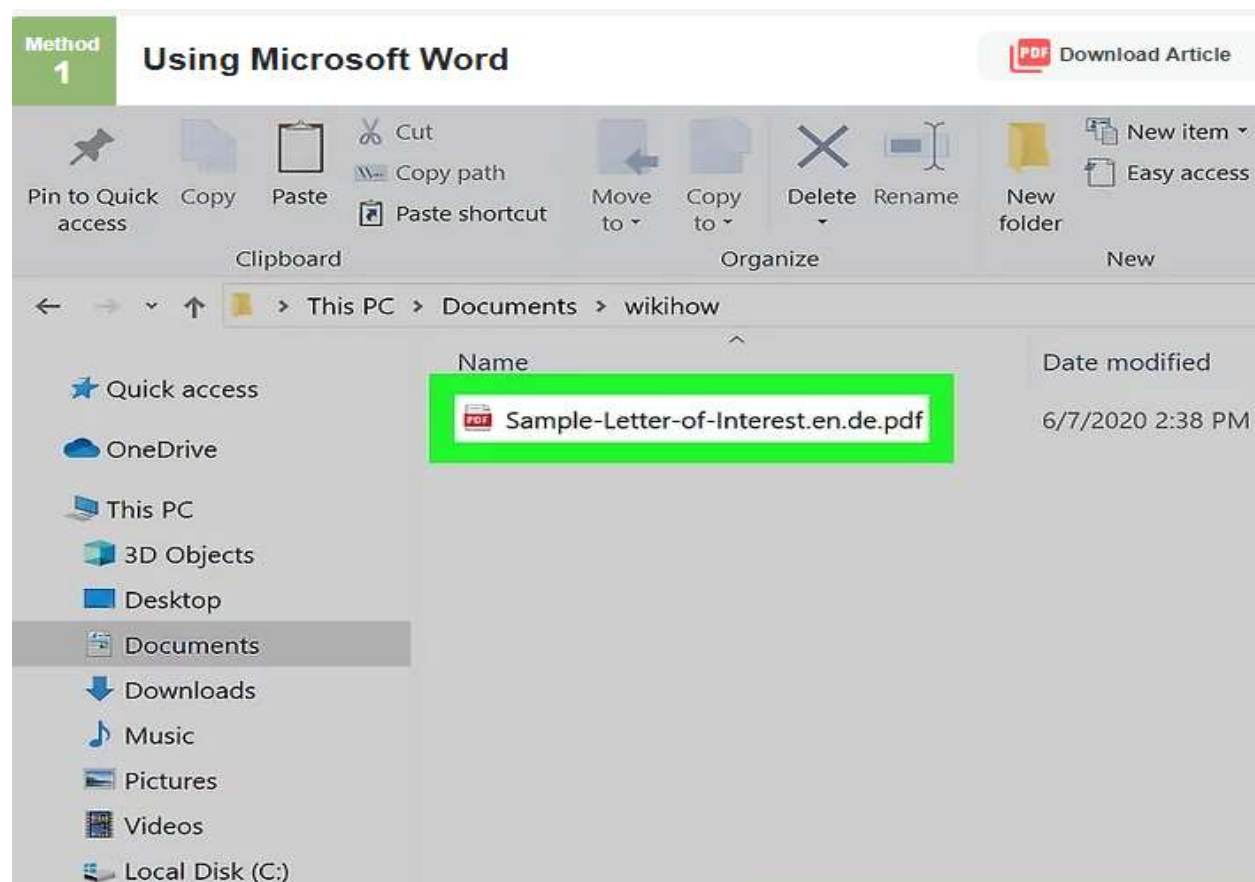 Method
1
Using Microsoft Word
PDF Download Article
Cut
Copy path
Paste shortcut
Pin to Quick access
Copy
Paste
Move to
Copy to
Delete
Rename
New folder
New item
Easy access
Clipboard
Organize
New
> This PC > Documents > wikihow
Name
Date modified
PDF Sample-Letter-of-Interest.en.de.pdf
6/7/2020 2:38 PM
Quick access
OneDrive
This PC
3D Objects
Desktop
Documents
Downloads
Music
Pictures
Videos
Local Disk (C:)